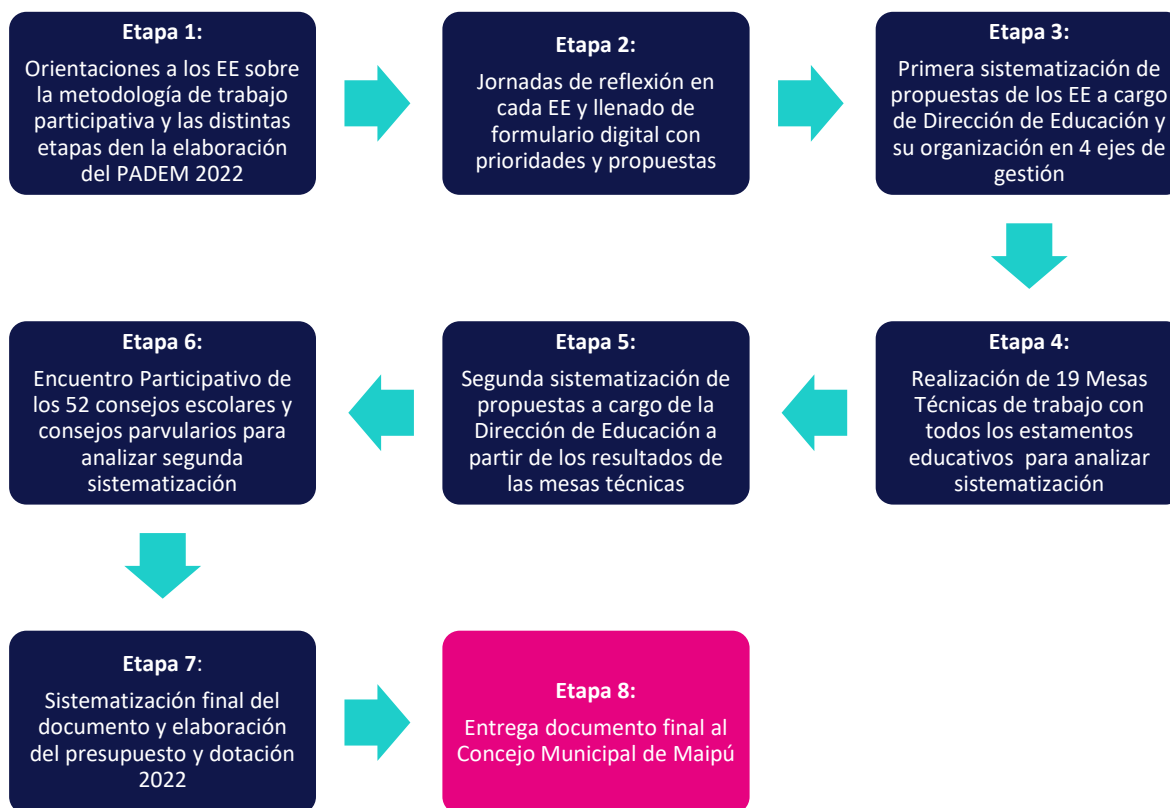 Etapa 1:
Orientaciones a los EE sobre
la metodología de trabajo
participativa y las distintas
etapas den la elaboración
del PADEM 2022
Etapa 2:
Jornadas de reflexión en
cada EE y llenado de
formulario digital con
prioridades y propuestas
Etapa 3:
Primera sistematización de
propuestas de los EE a cargo
de Dirección de Educación y
su organización en 4 ejes de
gestión
Etapa 4:
Realización de 19 Mesas
Técnicas de trabajo con
todos los estamentos
educativos para analizar
sistematización
Etapa 5:
Segunda sistematización de
propuestas a cargo de la
Dirección de Educación a
partir de los resultados de
las mesas técnicas
Etapa 6:
Encuentro Participativo de
los 52 consejos escolares y
consejos parvularios para
analizar segunda
sistematización
Etapa 7:
Sistematización final del
documento y elaboración
del presupuesto y dotación
2022
Etapa 8:
Entrega documento final al
Concejo Municipal de Maipú